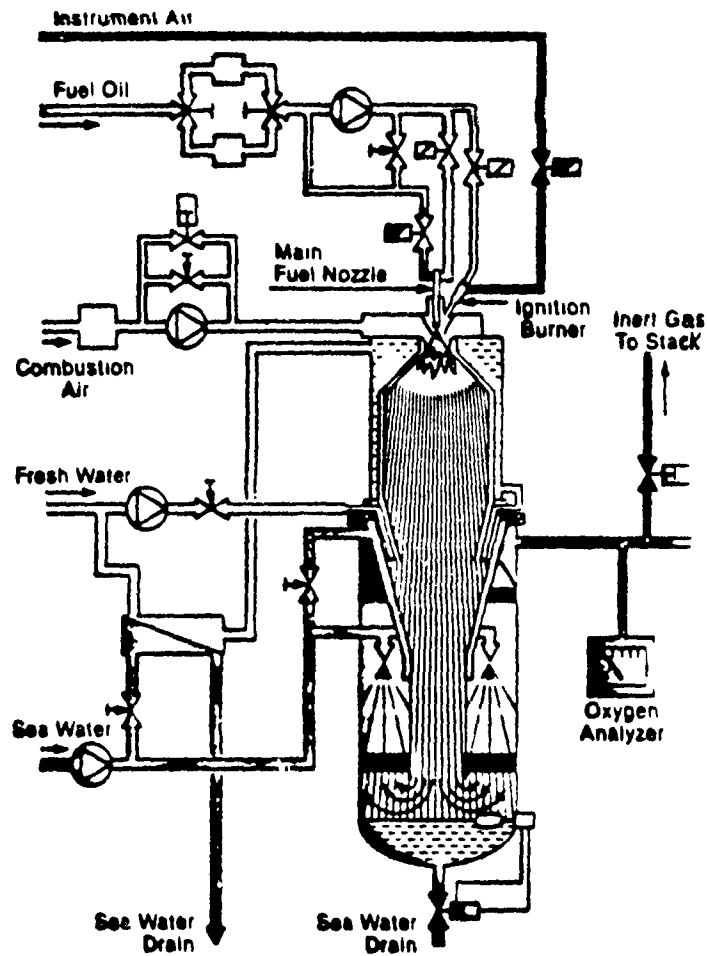 Instrument Air
Fuel Oil
Main
Fuel Nozzle
Ignition
Burner
Inert Gas
To Stack
Combustion
Air
Fresh Water
Oxygen
Analyzer
Sea Water
Sea Water
Drain
Sea Water
Drain